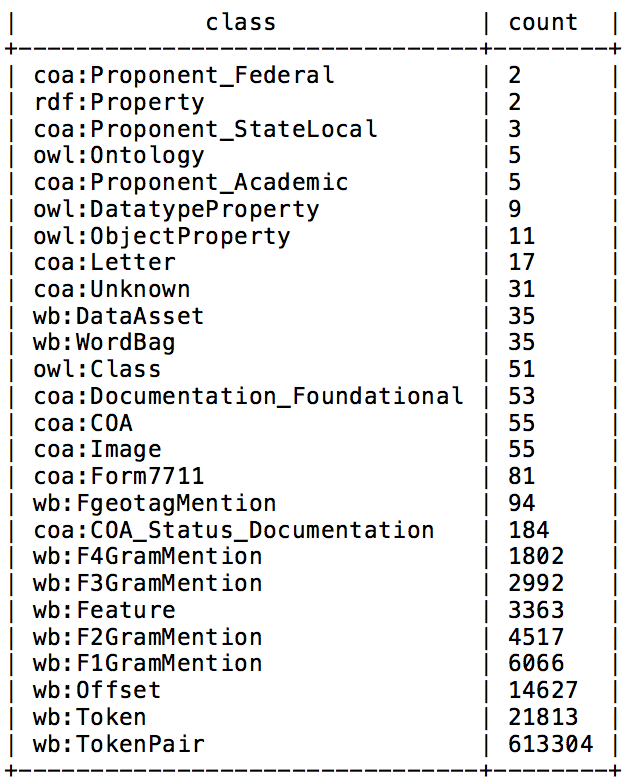 | class | count |
+--------------------------------+--------+
| coa:Proponent_Federal | 2 |
| rdf:Property | 2 |
| coa:Proponent_StateLocal | 3 |
| owl:Ontology | 5 |
| coa:Proponent_Academic | 5 |
| owl:DatatypeProperty | 9 |
| owl:ObjectProperty | 11 |
| coa:Letter | 17 |
| coa:Unknown | 31 |
| wb:DataAsset | 35 |
| wb:WordBag | 35 |
| owl:Class | 51 |
| coa:Documentation_Foundational | 53 |
| coa:COA | 55 |
| coa:Image | 55 |
| coa:Form7711 | 81 |
| wb:FgeotagMention | 94 |
| coa:COA_Status_Documentation | 184 |
| wb:F4GramMention | 1802 |
| wb:F3GramMention | 2992 |
| wb:Feature | 3363 |
| wb:F2GramMention | 4517 |
| wb:F1GramMention | 6066 |
| wb:Offset | 14627 |
| wb:Token | 21813 |
| wb:TokenPair | 613304 |
+--------------------------------+--------+